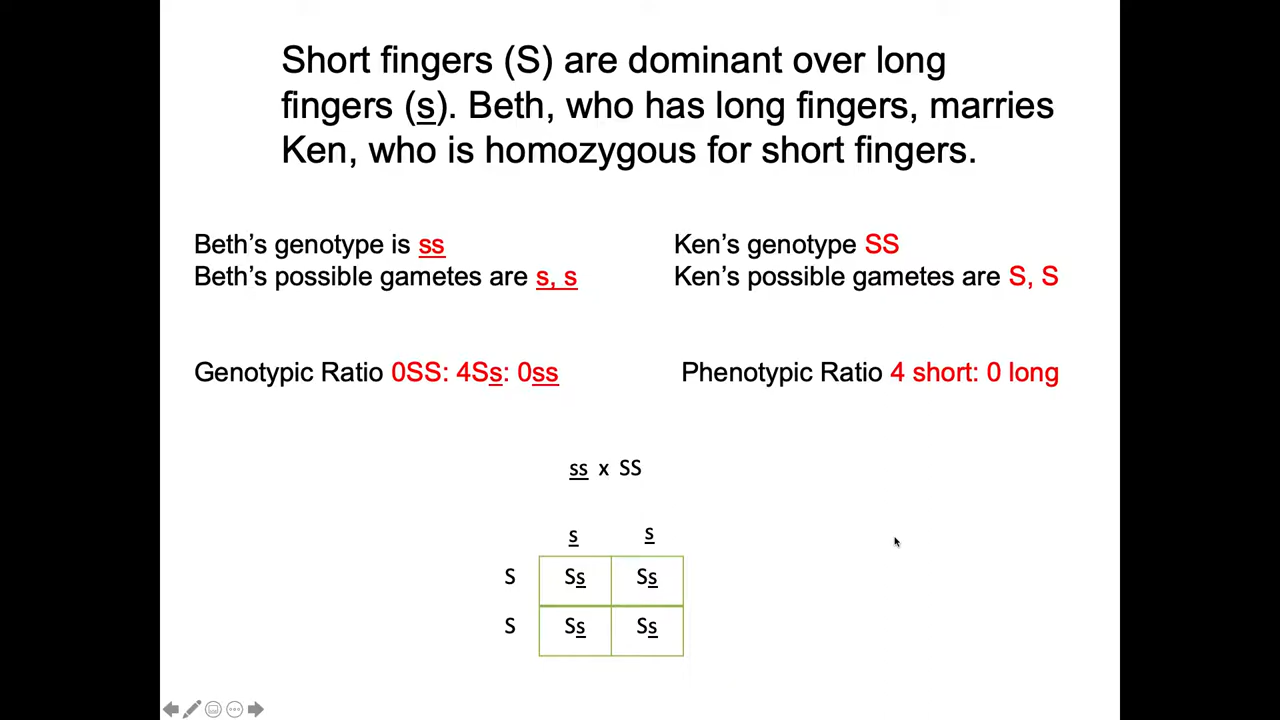 Short fingers (S) are dominant over long
fingers (s). Beth, who has long fingers, marries
Ken, who is homozygous for short fingers.
Beth's genotype is ss
Beth's possible gametes are s, s
Ken's genotype SS
Ken's possible gametes are S, S
Genotypic Ratio 0SS: 4Ss: 0ss
Phenotypic Ratio 4 short: 0 long
ss x SS
s s
S Ss Ss
S Ss Ss